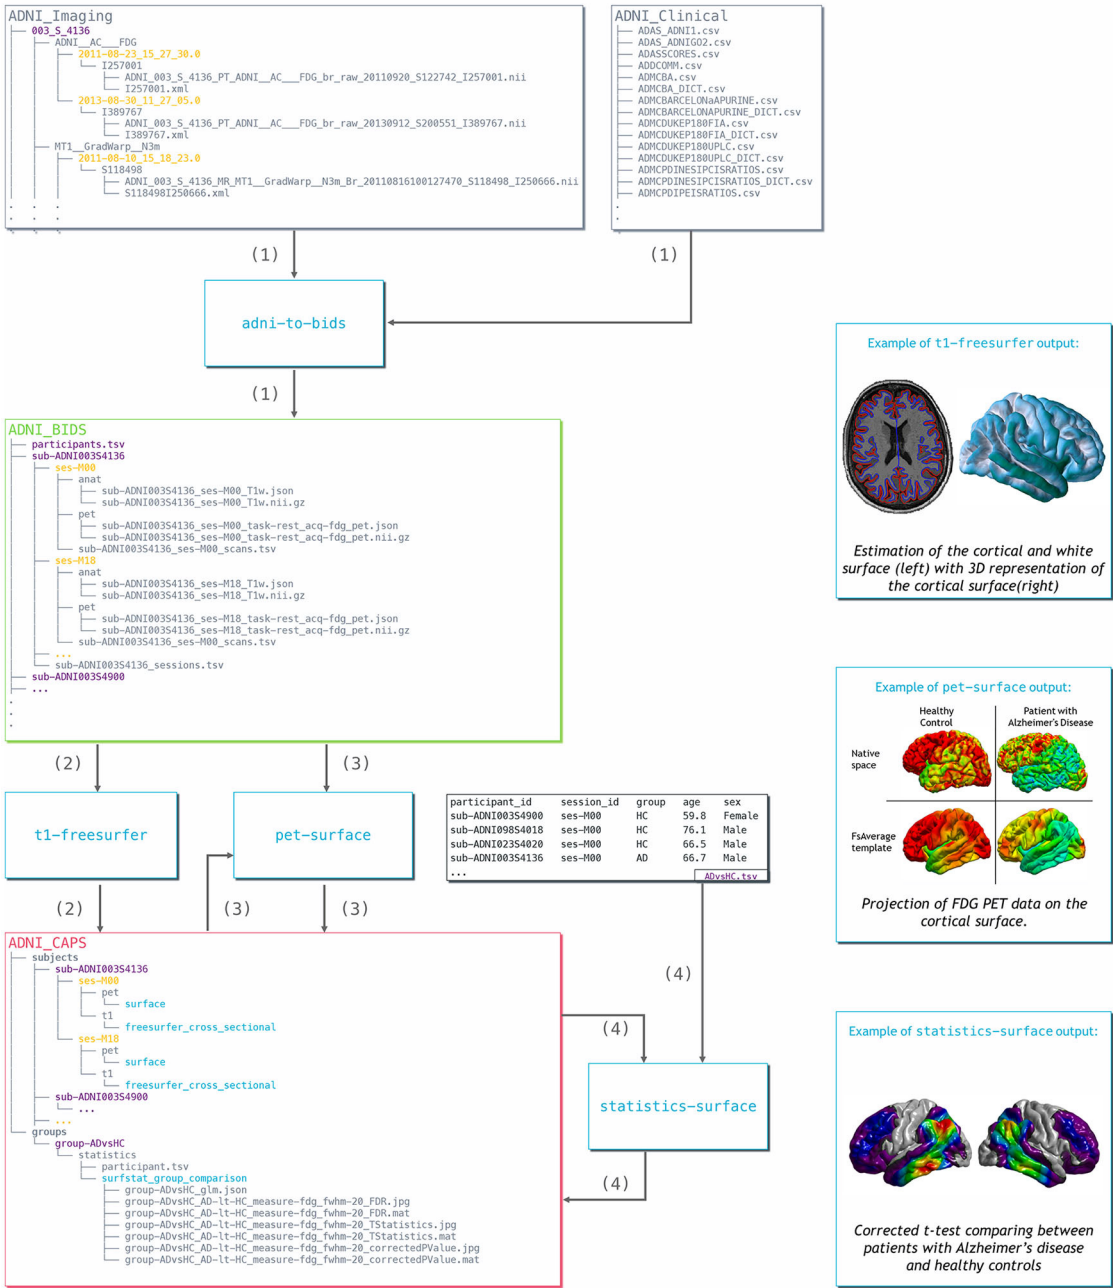 ADNI_Imaging
003_S_4136
ADNI__AC___FDG
2011-08-23_15_27_30.0
I257001
ADNI_003_S_4136_PT_ADNI__AC___FDG_br_raw_20110920_S122742_I257001.nii
I257001.xml
2013-08-30_11_27_05.0
I389767
ADNI_003_S_4136_PT_ADNI__AC___FDG_br_raw_20130912_S200551_I389767.nii
I389767.xml
MT1__GradWarp__N3m
2011-08-10_15_18_23.0
S118498
ADNI_003_S_4136_MR_MT1__GradWarp__N3m_Br_20110816100127470_S118498_I250666.nii
S118498I250666.xml
. . .
. . .
ADNI_Clinical
ADAS_ADNI1.csv
ADAS_ADNIGO2.csv
ADASSCORES.csv
ADDCOMM.csv
ADMCBA.csv
ADMCBA_DICT.csv
ADMCBARCELONaAPURINE.csv
ADMCBARCELONAPURINE_DICT.csv
ADMCDUKEP180FIA.csv
ADMCDUKEP180FIA_DICT.csv
ADMCDUKEP180UPLC.csv
ADMCDUKEP180UPLC_DICT.csv
ADMCPDINESIPCISRATIOS.csv
ADMCPDINESIPCISRATIOS_DICT.csv
ADMCPDIPEISRATIOS.csv
.
.
(1)
(1)
adni-to-bids
(1)
ADNI_BIDS
participants.tsv
sub-ADNI003S4136
ses-M00
anat
sub-ADNI003S4136_ses-M00_T1w.json
sub-ADNI003S4136_ses-M00_T1w.nii.gz
pet
sub-ADNI003S4136_ses-M00_task-rest_acq-fdg_pet.json
sub-ADNI003S4136_ses-M00_task-rest_acq-fdg_pet.nii.gz
sub-ADNI003S4136_ses-M00_scans.tsv
ses-M18
anat
sub-ADNI003S4136_ses-M18_T1w.json
sub-ADNI003S4136_ses-M18_T1w.nii.gz
pet
sub-ADNI003S4136_ses-M18_task-rest_acq-fdg_pet.json
sub-ADNI003S4136_ses-M18_task-rest_acq-fdg_pet.nii.gz
sub-ADNI003S4136_ses-M00_scans.tsv
...
sub-ADNI003S4136_sessions.tsv
sub-ADNI003S4900
...
.
.
.
(2)
(3)
t1-freesurfer
pet-surface
(2)
(3)
(3)
participant_id session_id group age sex
sub-ADNI003S4900 ses-M00 HC 59.8 Female
sub-ADNI098S4018 ses-M00 HC 76.1 Male
sub-ADNI023S4020 ses-M00 HC 66.5 Male
sub-ADNI003S4136 ses-M00 AD 66.7 Male
...
ADvsHC.tsv
(4)
ADNI_CAPS
subjects
sub-ADNI003S4136
ses-M00
pet
surface
t1
freesurfer_cross_sectional
ses-M18
pet
surface
t1
freesurfer_cross_sectional
sub-ADNI003S4900
...
...
groups
group-ADvsHC
statistics
participant.tsv
surfstat_group_comparison
group-ADvsHC_glm.json
group-ADvsHC_AD-lt-HC_measure-fdg_fwhm-20_FDR.jpg
group-ADvsHC_AD-lt-HC_measure-fdg_fwhm-20_FDR.mat
group-ADvsHC_AD-lt-HC_measure-fdg_fwhm-20_TStatistics.jpg
group-ADvsHC_AD-lt-HC_measure-fdg_fwhm-20_TStatistics.mat
group-ADvsHC_AD-lt-HC_measure-fdg_fwhm-20_correctedPValue.jpg
group-ADvsHC_AD-lt-HC_measure-fdg_fwhm-20_correctedPValue.mat
(4)
statistics-surface
(4)
Example of t1-freesurfer output:
Estimation of the cortical and white
surface (left) with 3D representation of
the cortical surface(right)
Example of pet-surface output:
Healthy
Control
Patient with
Alzheimer's Disease
Native
space
FsAverage
template
Projection of FDG PET data on the
cortical surface.
Example of statistics-surface output:
Corrected t-test comparing between
patients with Alzheimer's disease
and healthy controls